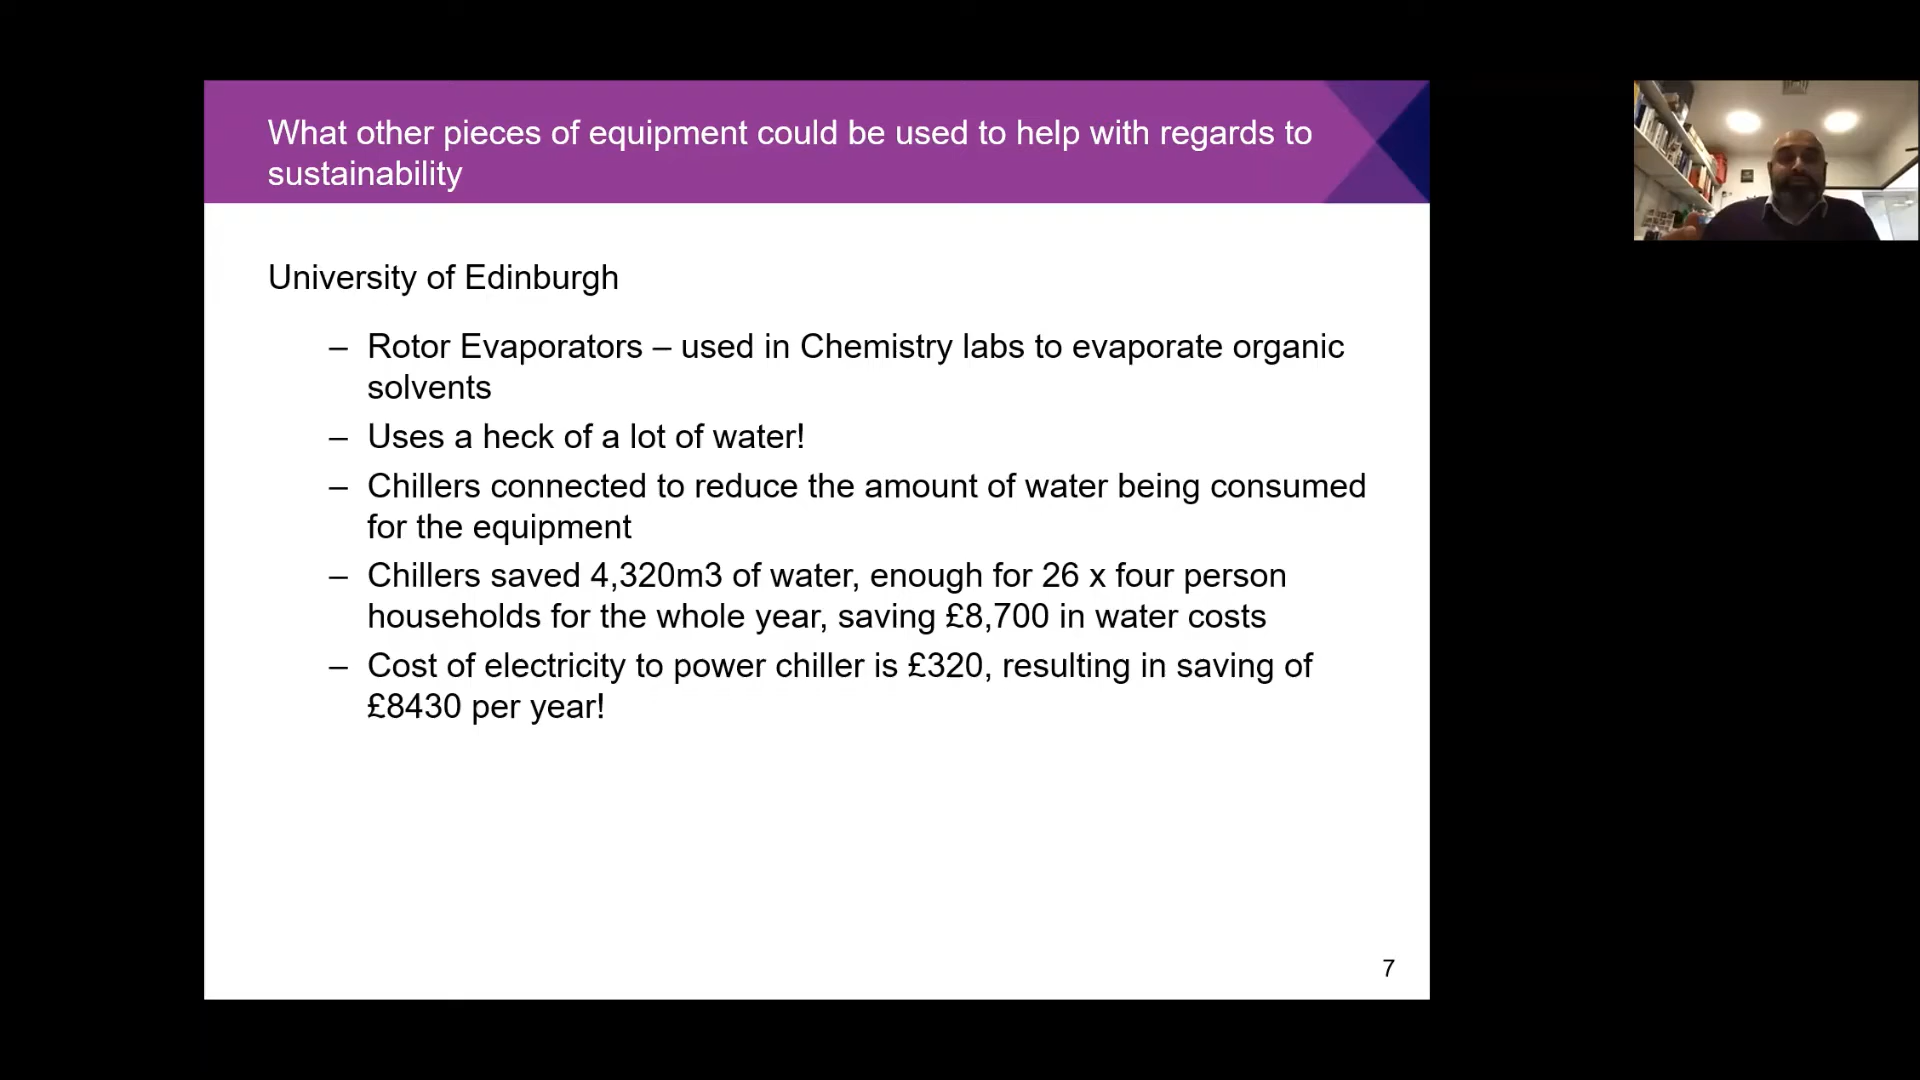 What other pieces of equipment could be used to help with regards to
sustainability
University of Edinburgh
– Rotor Evaporators – used in Chemistry labs to evaporate organic
solvents
– Uses a heck of a lot of water!
– Chillers connected to reduce the amount of water being consumed
for the equipment
– Chillers saved 4,320m3 of water, enough for 26 x four person
households for the whole year, saving £8,700 in water costs
– Cost of electricity to power chiller is £320, resulting in saving of
£8430 per year!
7